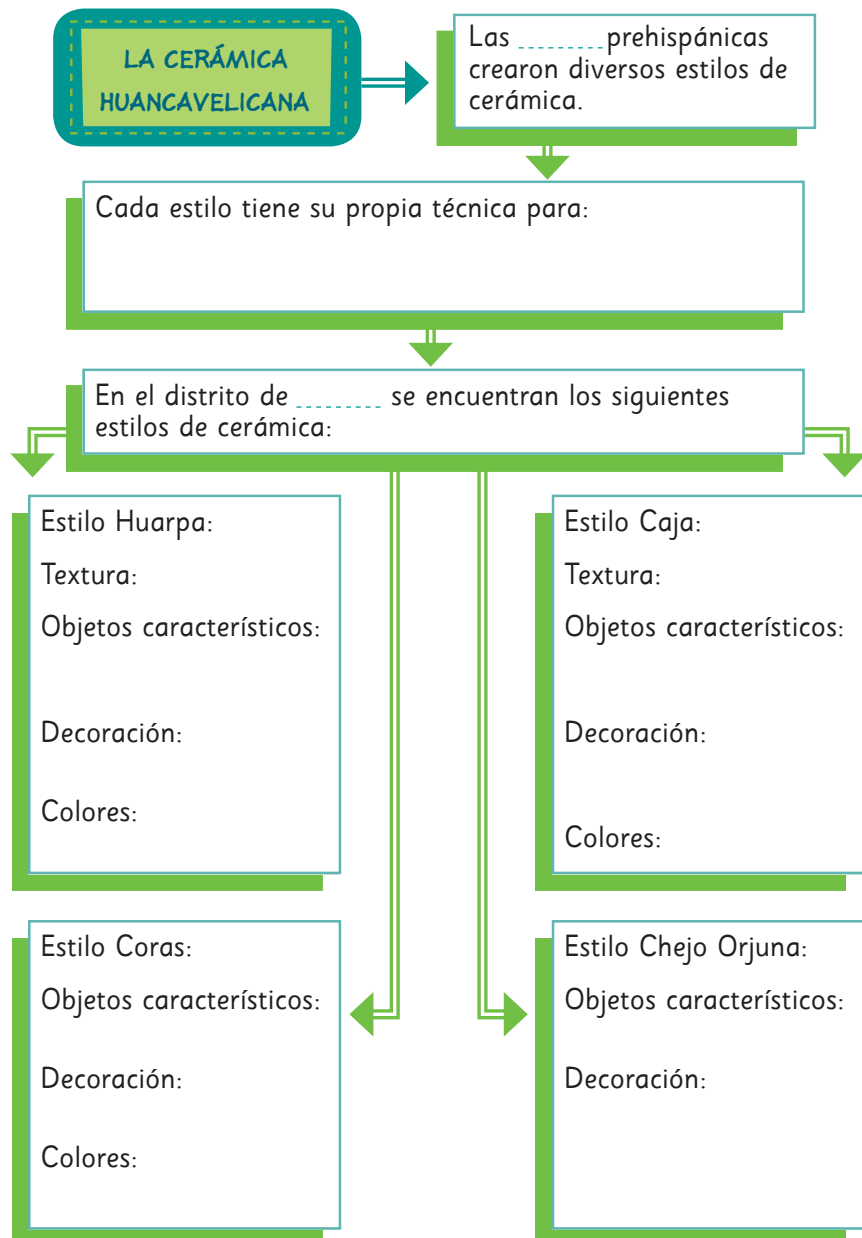 LA CERÁMICA
HUANCAVELICANA
Las ........ prehispánicas
crearon diversos estilos de
cerámica.
Cada estilo tiene su propia técnica para:
En el distrito de ........ se encuentran los siguientes
estilos de cerámica:
Estilo Huarpa:
Textura:
Objetos característicos:
Decoración:
Colores:
Estilo Caja:
Textura:
Objetos característicos:
Decoración:
Colores:
Estilo Coras:
Objetos característicos:
Decoración:
Colores:
Estilo Chejo Orjuna:
Objetos característicos:
Decoración: